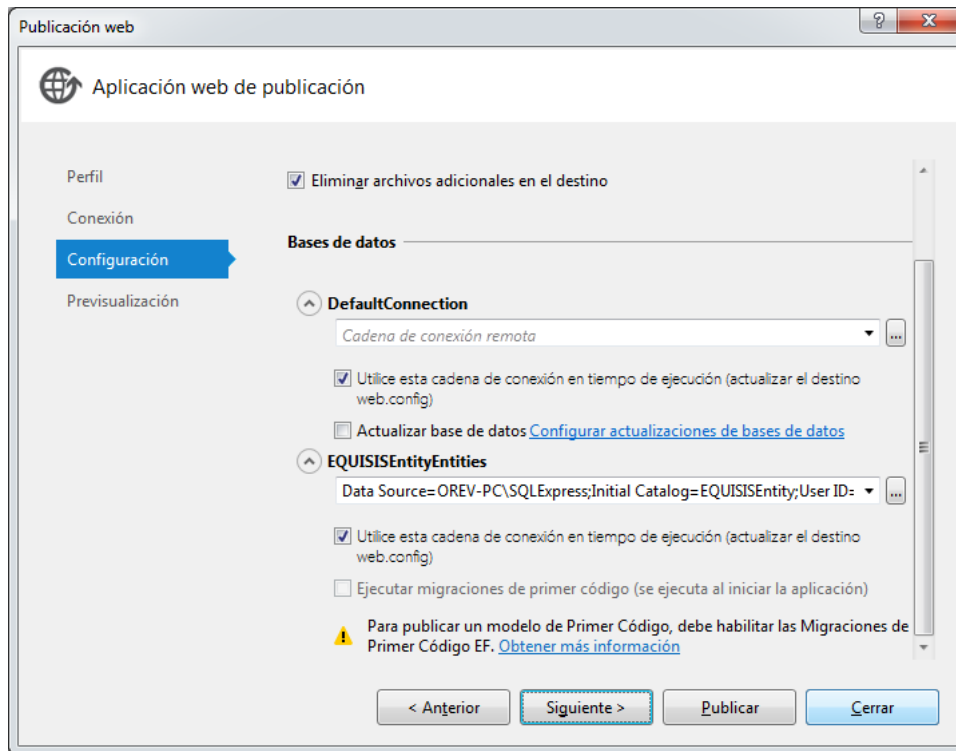 Publicación web
Aplicación web de publicación
Perfil
Conexión
Configuración
Previsualización
Eliminar archivos adicionales en el destino
Bases de datos
DefaultConnection
Cadena de conexión remota
...
Utilice esta cadena de conexión en tiempo de ejecución (actualizar el destino
web.config)
Actualizar base de datos Configurar actualizaciones de bases de datos
EQUISISEntityEntities
Data Source=OREV-PC\SQLExpress;Initial Catalog=EQUISISEntity;User ID=
...
Utilice esta cadena de conexión en tiempo de ejecución (actualizar el destino
web.config)
Ejecutar migraciones de primer código (se ejecuta al iniciar la aplicación)
Para publicar un modelo de Primer Código, debe habilitar las Migraciones de
Primer Código EF. Obtener más información
< Anterior
Siguiente >
Publicar
Cerrar